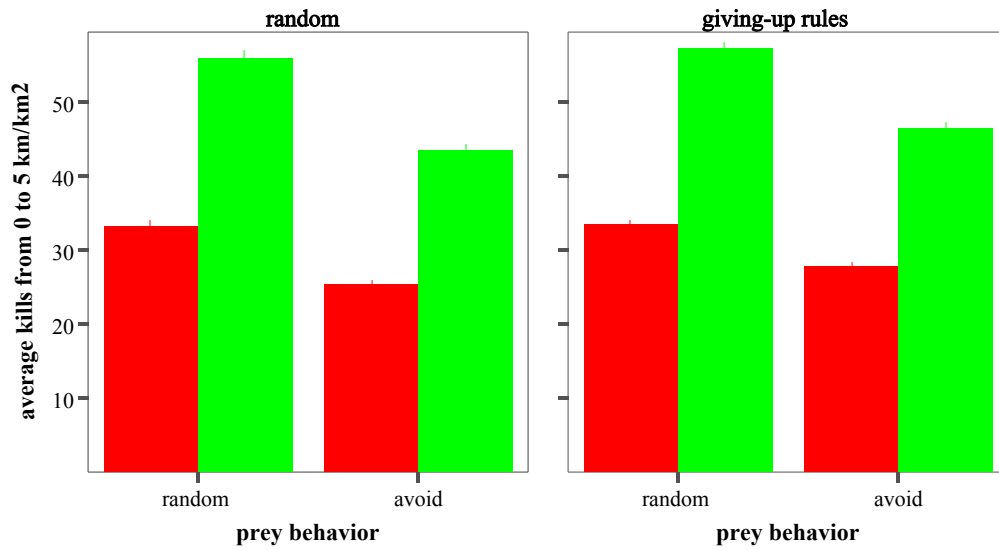 random
giving-up rules
average kills from 0 to 5 km/km2
50
40
30
20
10
random
avoid
random
avoid
prey behavior
prey behavior